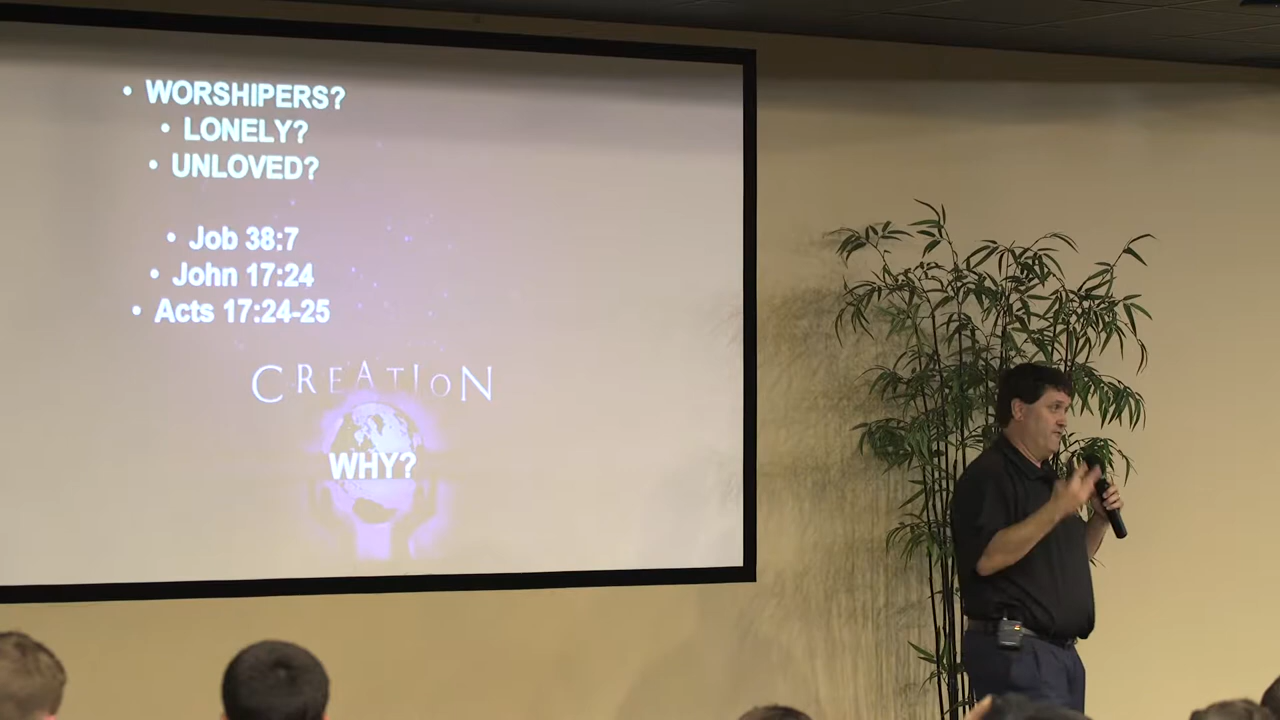 • WORSHIPERS?
• LONELY?
• UNLOVED?
• Job 38:7
• John 17:24
• Acts 17:24-25
CREATIoN
WHY?